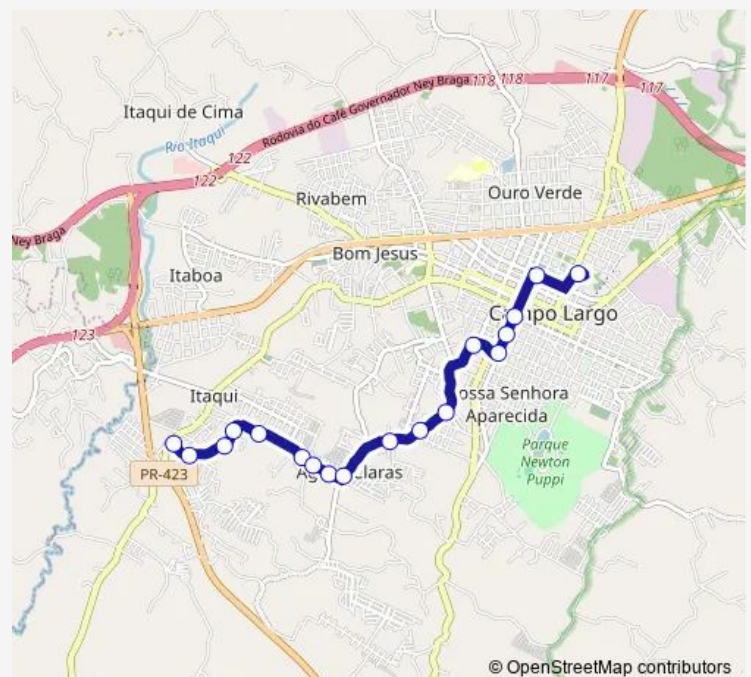 118 118
117
117
Rodovia do Café Governador Ney Braga
Itaqui de Cima
Rio Itaqui
122
122
Rivabem
Ouro Verde
Ney Braga
Bom Jesus
Itaboa
123
Campo Largo
Itaqui
ossa Senhora
Aparecida
Parque
Newton
Puppi
PR-423
Ag laras
© OpenStreetMap contributors